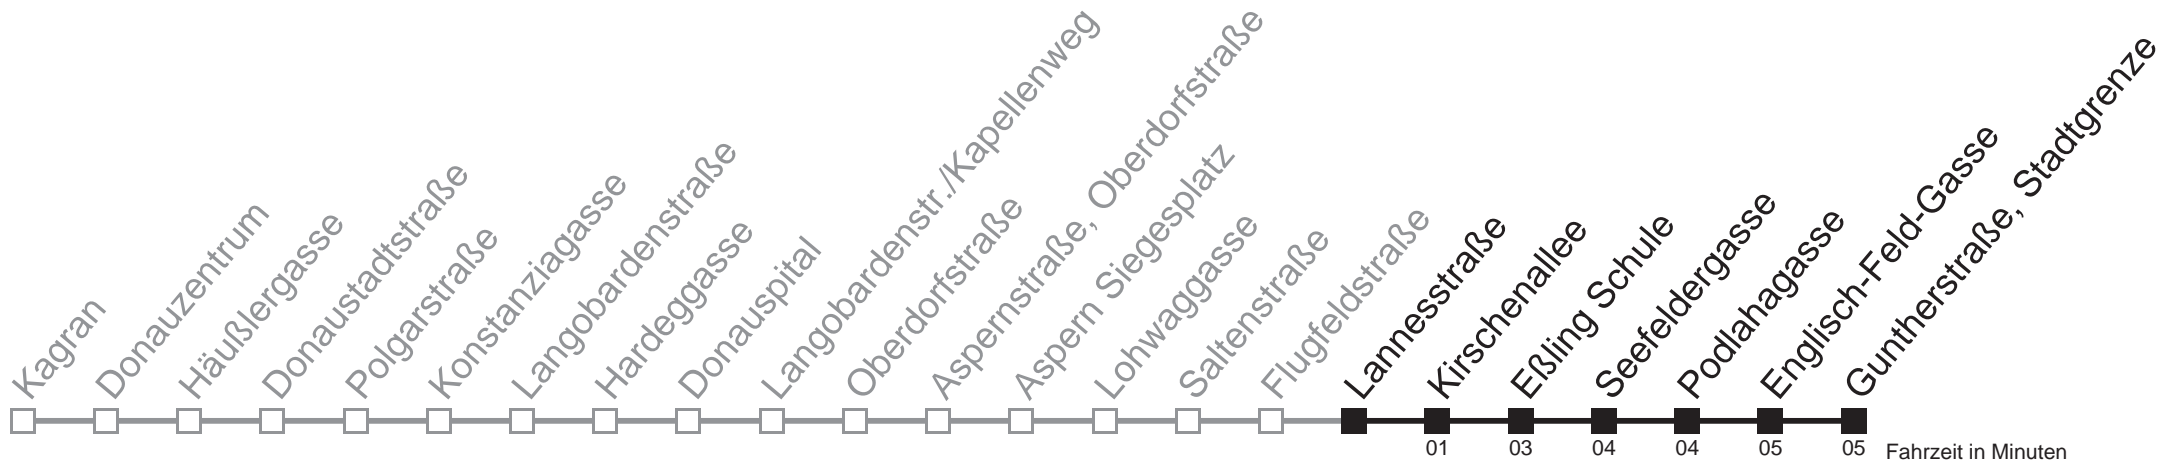 Kagran
Donauzentrum
Häußlergasse
Donaustadtstraße
Polgarstraße
Konstanziagasse
Langobardenstraße
Hardeggasse
Donauspital
Langobardenstr./Kapellenweg
Oberdorfstraße
Aspernstraße, Oberdorfstraße
Aspern Siegesplatz
Lohwaggasse
Saltenstraße
Flugfeldstraße
Lannesstraße
Kirschenallee
Eßling Schule
Seefeldergasse
Podlahagasse
Englisch-Feld-Gasse
Guntherstraße, Stadtgrenze
01 03 04 04 05 05 Fahrzeit in Minuten